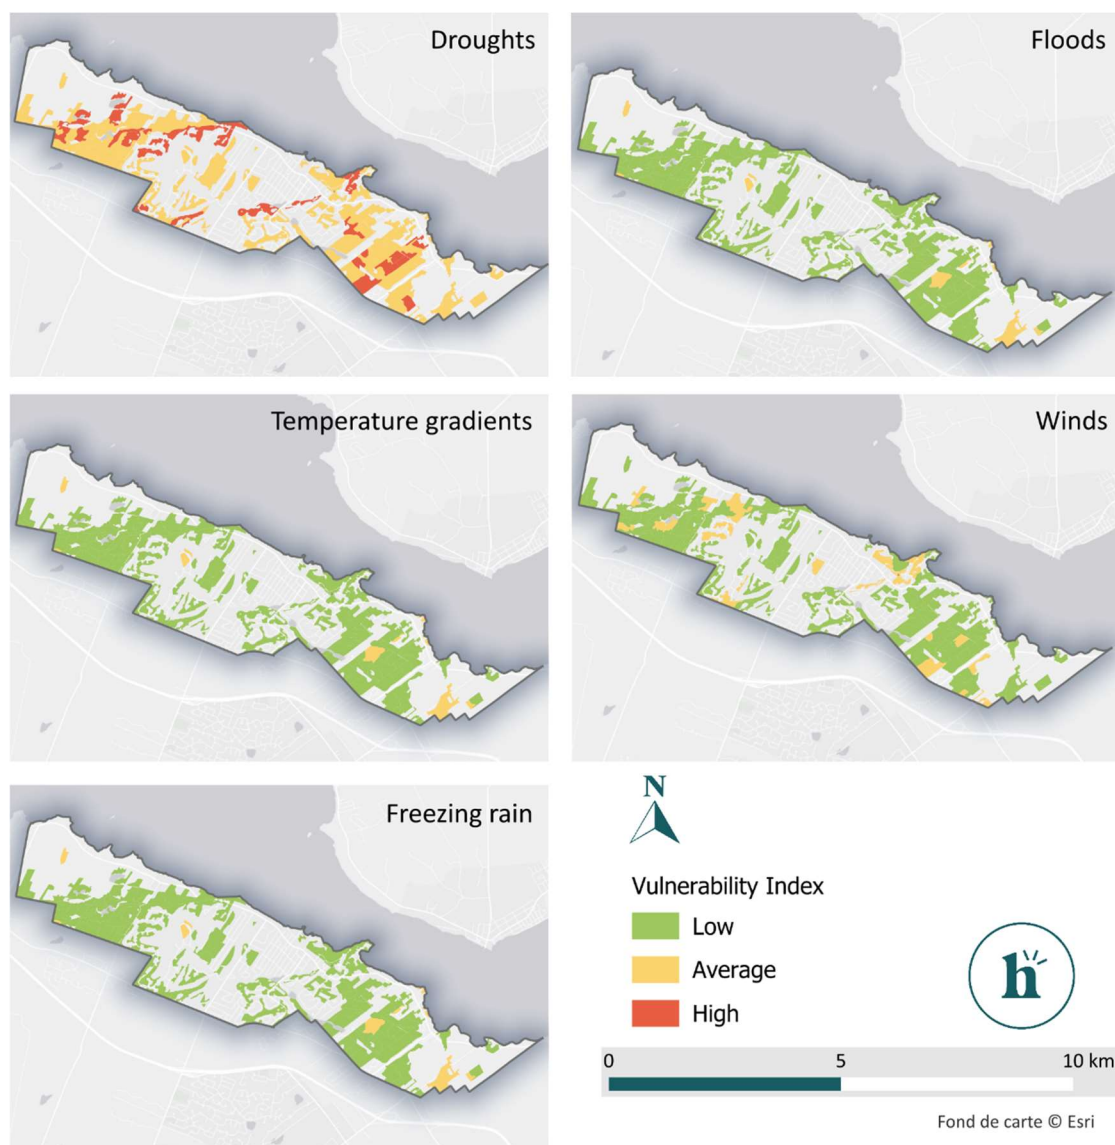 Droughts
Floods
Temperature gradients
Winds
Freezing rain
N
Vulnerability Index
Low
Average
High
h
0 5 10 km
Fond de carte © Esri